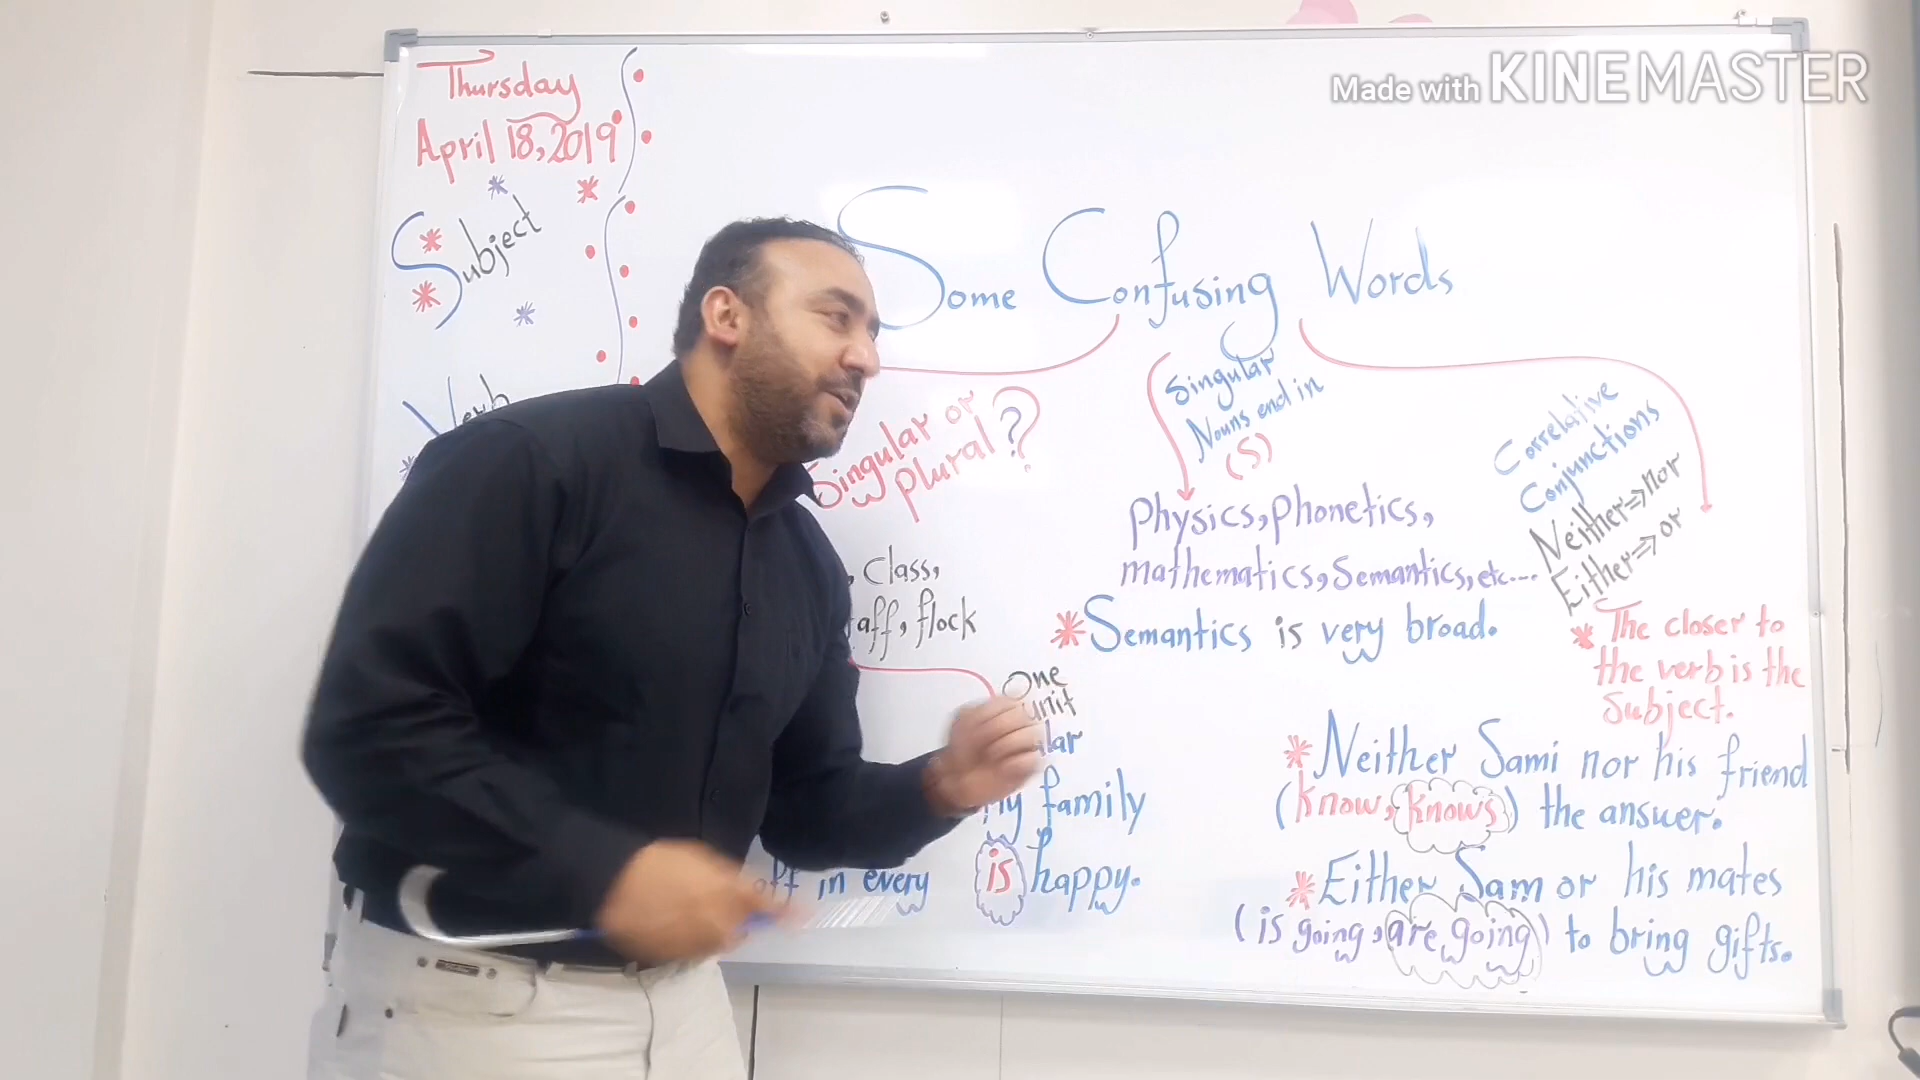 Made with KINEMASTER
Thursday
April 18, 2019
Subject
Verb
Some Confusing Words
Singular or
plural?
, Class,
flock
One
unit
family
off in every
is happy.
Singular
Nouns end in
(S)
Physics, Phonetics,
mathematics, Semantics, etc....
* Semantics is very broad.
Correlative
Conjunctions
Neither => nor
Either => or
* The closer to
the verb is the
subject.
* Neither Sami nor his friend
(know, knows) the answer.
* Either Sam or his mates
(is going, are going) to bring gifts.